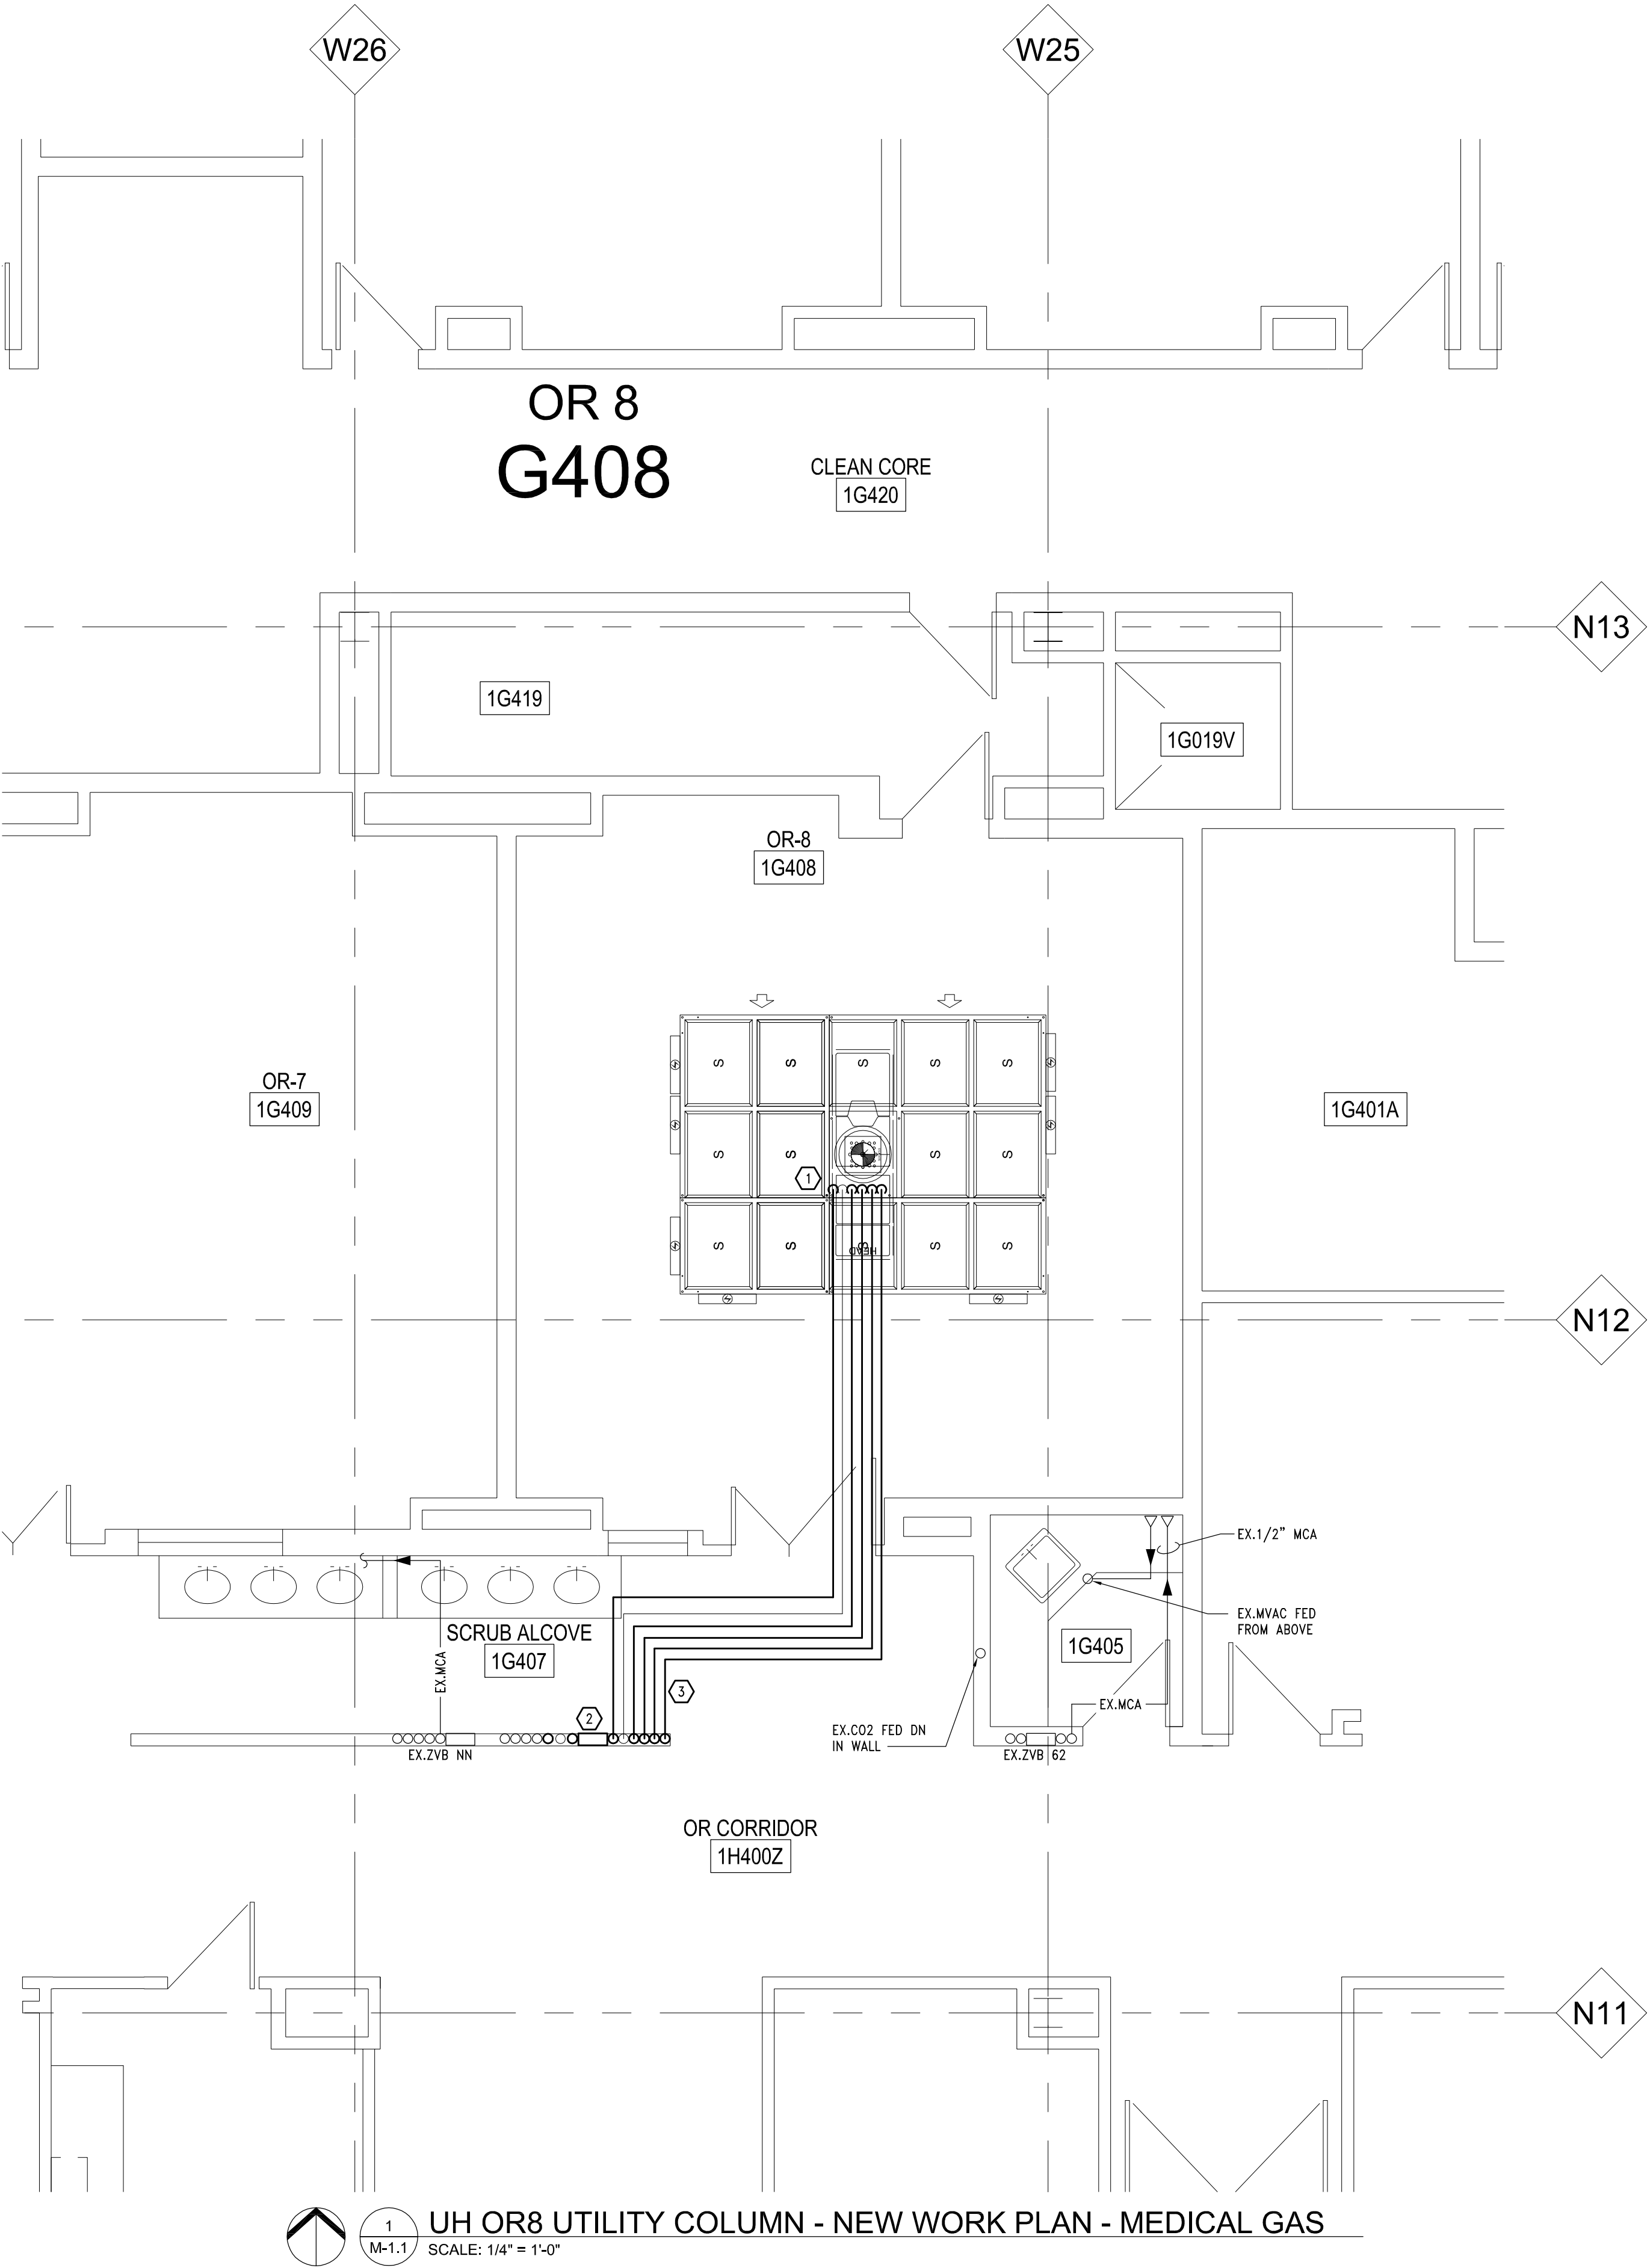 W26
W25
OR 8
G408
CLEAN CORE
1G420
N13
1G419
1G019V
OR-8
1G408
S S S S S
OR-7
1G409
1G401A
S S S S
1
S S S S S
HEAD
N12
EX.1/2" MCA
EX.MVAC FED
FROM ABOVE
SCRUB ALCOVE
1G407
1G405
EX.MCA
3
EX.MCA
2
EX.CO2 FED DN
IN WALL
EX.ZVB NN
EX.ZVB 62
OR CORRIDOR
1H400Z
N11
1
M-1.1
UH OR8 UTILITY COLUMN - NEW WORK PLAN - MEDICAL GAS
SCALE: 1/4" = 1'-0"